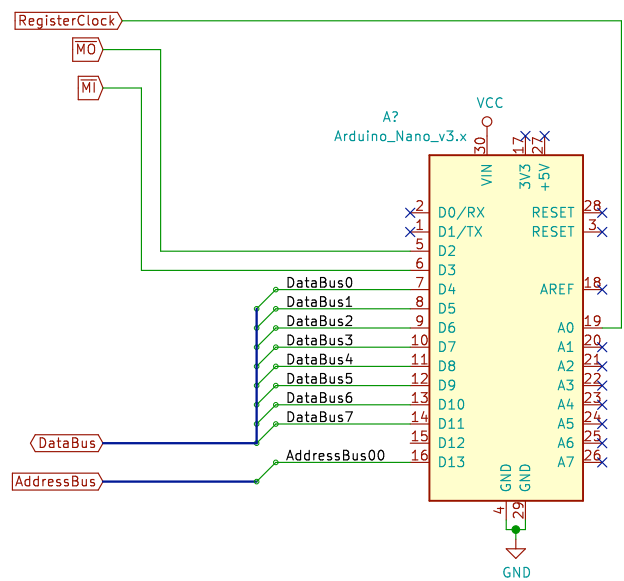 RegisterClock
MO
MI
VCC
A?
Arduino_Nano_v3.x
30
17
27
VIN
3V3
+5V
2 D0/RX RESET 28
1 D1/TX RESET 3
5 D2
6 D3
DataBus0 7 D4 AREF 18
DataBus1 8 D5
DataBus2 9 D6 A0 19
DataBus3 10 D7 A1 20
DataBus4 11 D8 A2 21
DataBus5 12 D9 A3 22
DataBus6 13 D10 A4 23
DataBus7 14 D11 A5 24
DataBus 15 D12 A6 25
AddressBus00 16 D13 A7 26
AddressBus
GND
GND
4
29
GND